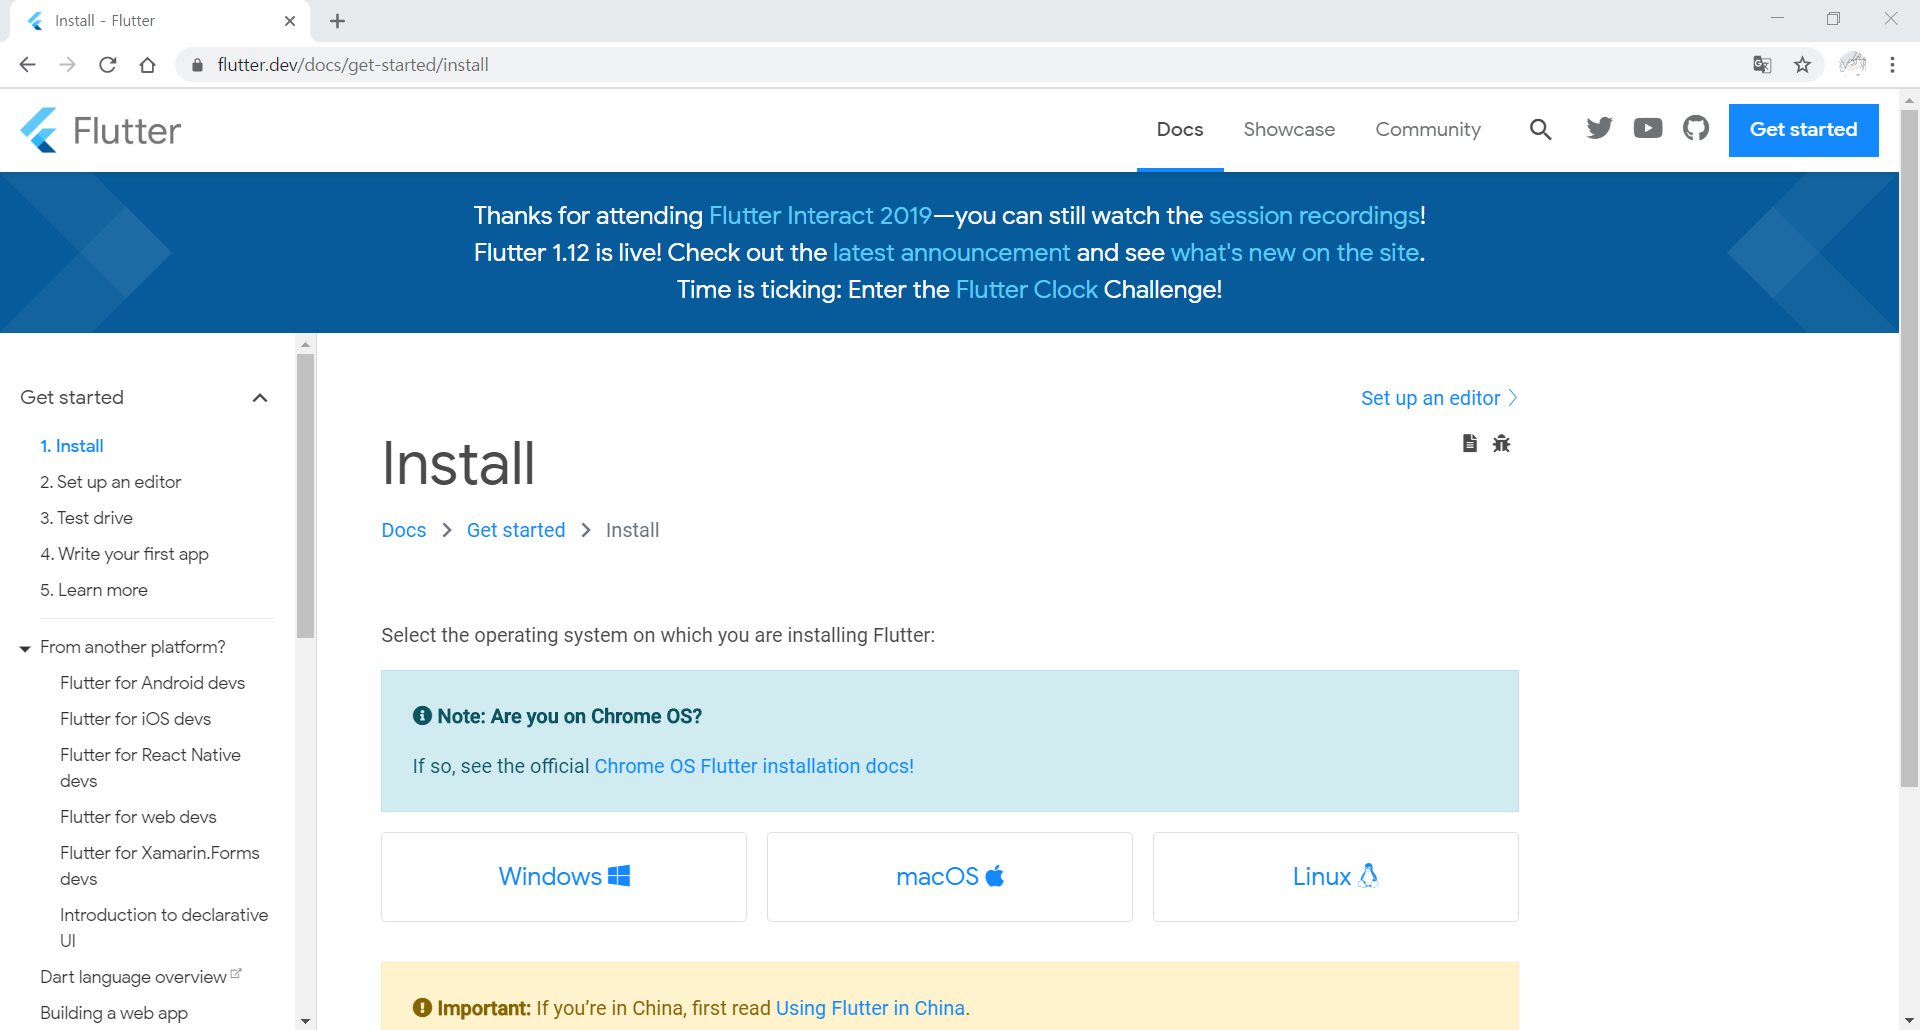 Install - Flutter
flutter.dev/docs/get-started/install
Flutter
Docs
Showcase
Community
Get started
Thanks for attending Flutter Interact 2019—you can still watch the session recordings!
Flutter 1.12 is live! Check out the latest announcement and see what's new on the site.
Time is ticking: Enter the Flutter Clock Challenge!
Get started
1. Install
2. Set up an editor
3. Test drive
4. Write your first app
5. Learn more
From another platform?
Flutter for Android devs
Flutter for iOS devs
Flutter for React Native
devs
Flutter for web devs
Flutter for Xamarin.Forms
devs
Introduction to declarative
UI
Dart language overview
Building a web app
Set up an editor
Install
Docs
Get started
Install
Select the operating system on which you are installing Flutter:
Note: Are you on Chrome OS?
If so, see the official Chrome OS Flutter installation docs!
Windows
macOS
Linux
Important: If you’re in China, first read Using Flutter in China.